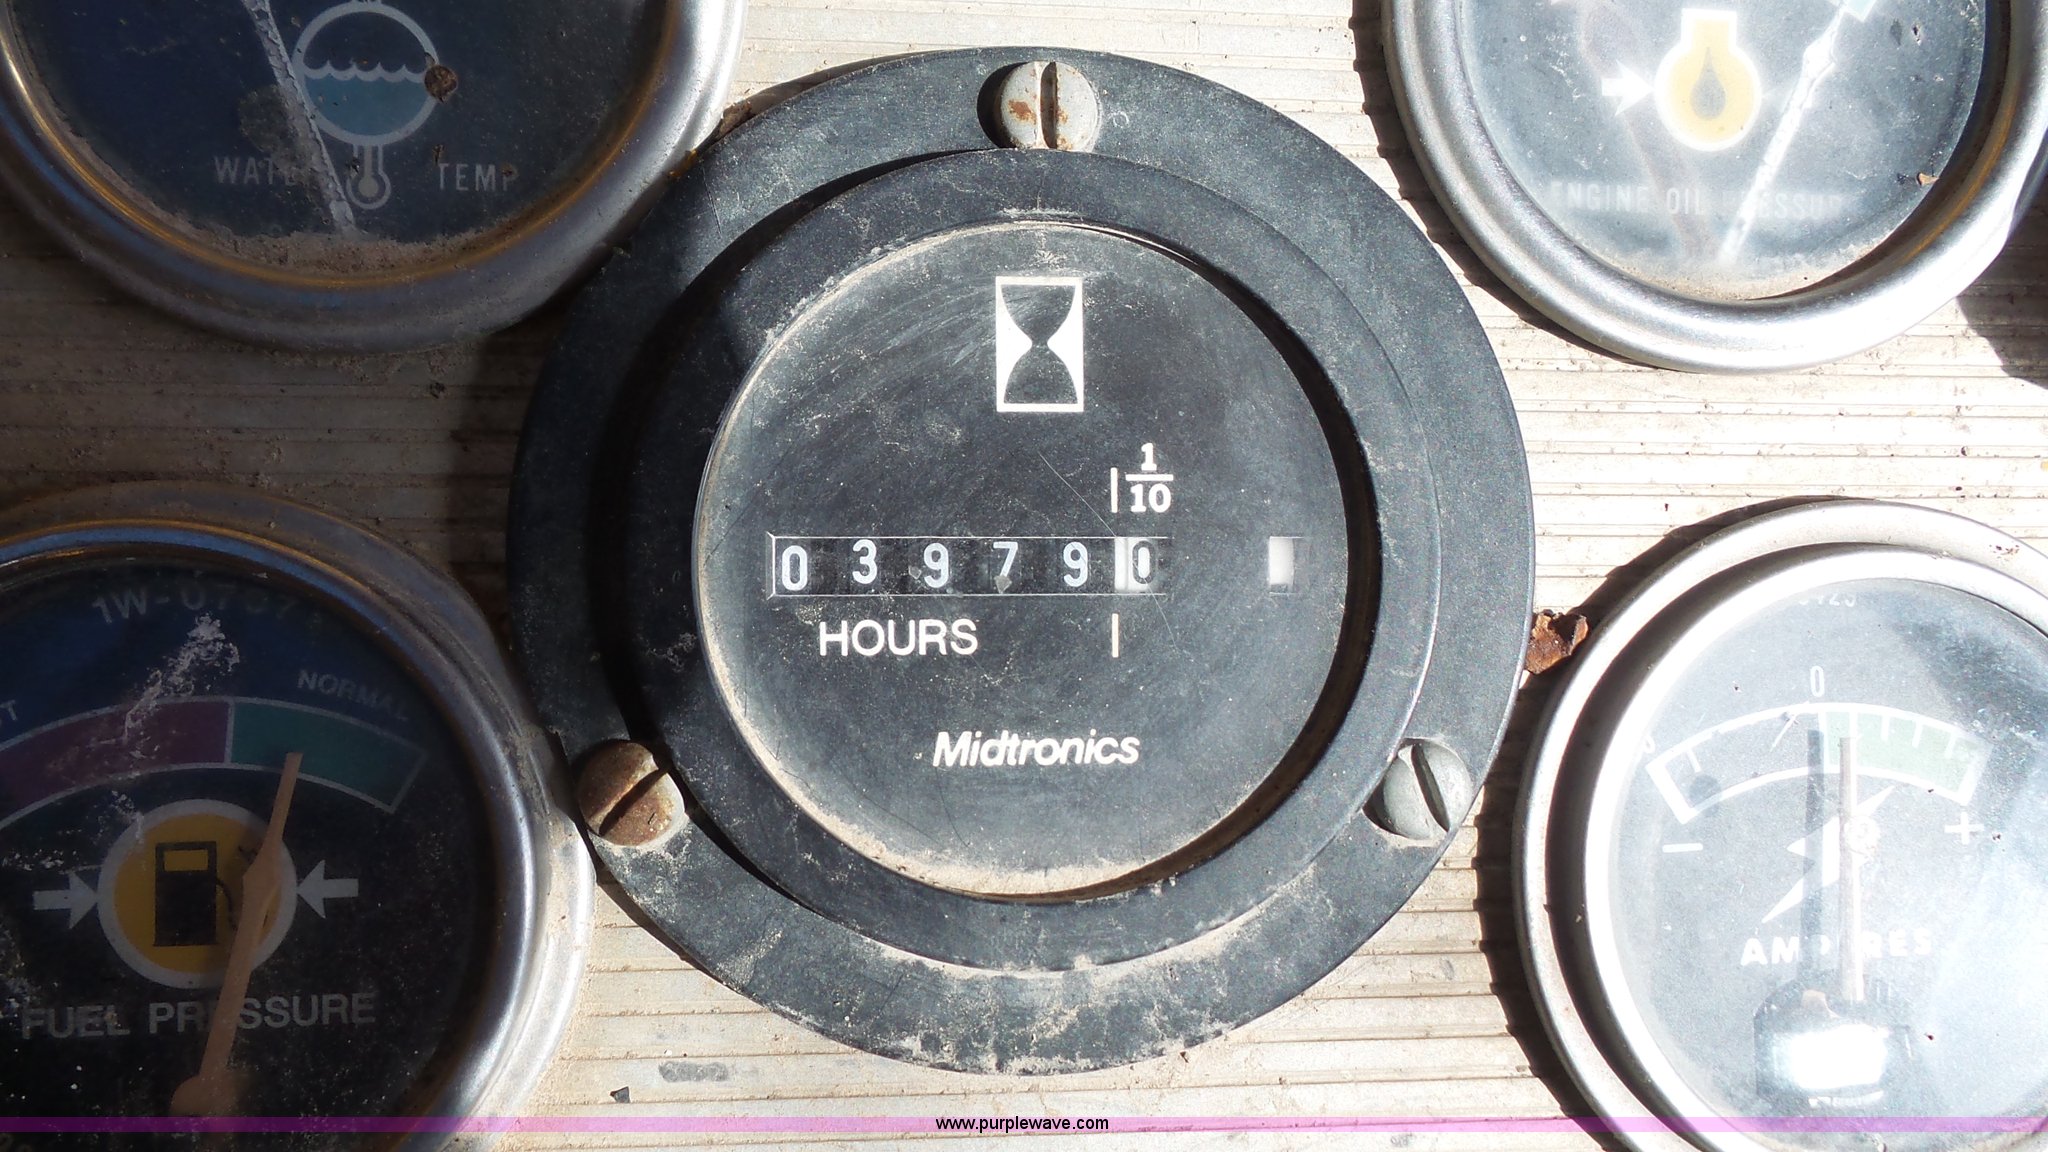 WATER TEMP
ENGINE OIL PRESSURE
1
10
0 3 9 7 9 0
HOURS
Midtronics
NORMAL
FUEL PRESSURE
0
- +
AMPERES
www.purplewave.com